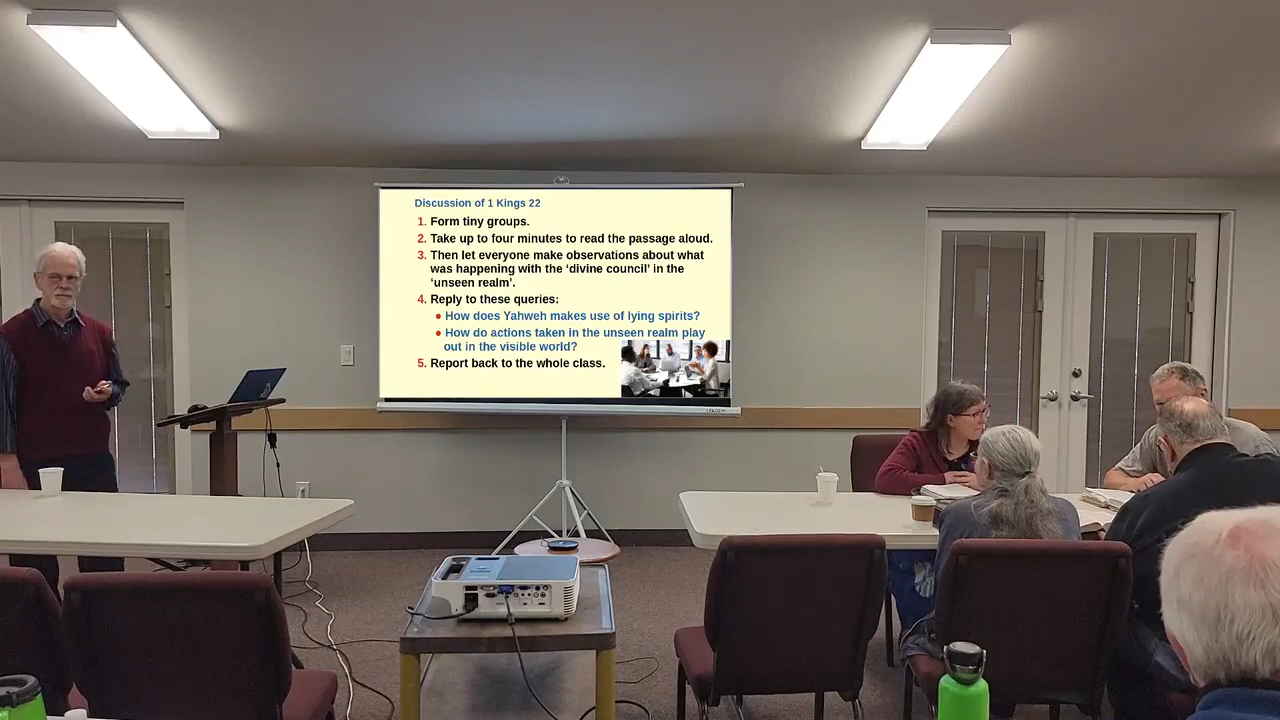 Discussion of 1 Kings 22
1. Form tiny groups.
2. Take up to four minutes to read the passage aloud.
3. Then let everyone make observations about what
was happening with the ‘divine council’ in the
‘unseen realm’.
4. Reply to these queries:
● How does Yahweh makes use of lying spirits?
● How do actions taken in the unseen realm play
out in the visible world?
5. Report back to the whole class.